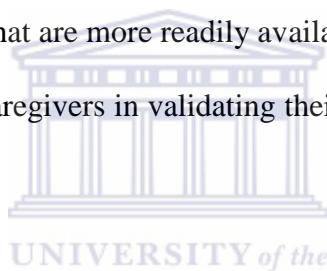 hat are more readily availa
aregivers in validating thei
UNIVERSITY of the